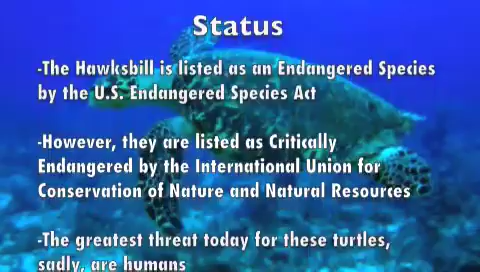 Status
-The Hawksbill is listed as an Endangered Species
by the U.S. Endangered Species Act
-However, they are listed as Critically
Endangered by the International Union for
Conservation of Nature and Natural Resources
-The greatest threat today for these turtles,
sadly, are humans